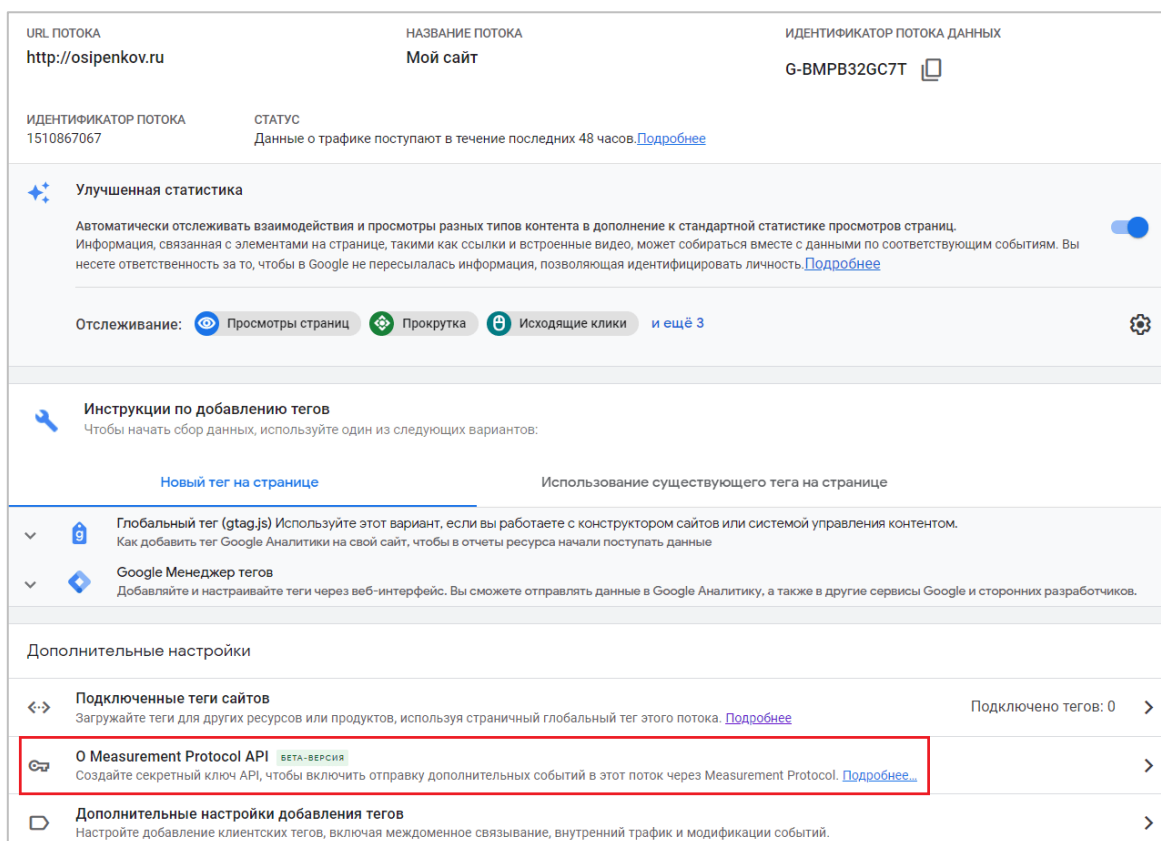 URL ПОТОКА
НАЗВАНИЕ ПОТОКА
ИДЕНТИФИКАТОР ПОТОКА ДАННЫХ
http://osipenkov.ru
Мой сайт
G-BMPB32GC7T
ИДЕНТИФИКАТОР ПОТОКА
СТАТУС
1510867067
Данные о трафике поступают в течение последних 48 часов.Подробнее
Улучшенная статистика
Автоматически отслеживать взаимодействия и просмотры разных типов контента в дополнение к стандартной статистике просмотров страниц.
Информация, связанная с элементами на странице, такими как ссылки и встроенные видео, может собираться вместе с данными по соответствующим событиям. Вы
несете ответственность за то, чтобы в Google не пересылалась информация, позволяющая идентифицировать личность.Подробнее
Отслеживание: Просмотры страниц Прокрутка Исходящие клики и ещё 3
Инструкции по добавлению тегов
Чтобы начать сбор данных, используйте один из следующих вариантов:
Новый тег на странице
Использование существующего тега на странице
Глобальный тег (gtag.js) Используйте этот вариант, если вы работаете с конструктором сайтов или системой управления контентом.
Как добавить тег Google Аналитики на свой сайт, чтобы в отчеты ресурса начали поступать данные
Google Менеджер тегов
Добавляйте и настраивайте теги через веб-интерфейс. Вы сможете отправлять данные в Google Аналитику, а также в другие сервисы Google и сторонних разработчиков.
Дополнительные настройки
Подключенные теги сайтов
Загружайте теги для других ресурсов или продуктов, используя страничный глобальный тег этого потока. Подробнее
Подключено тегов: 0
О Measurement Protocol API БЕТА-ВЕРСИЯ
Создайте секретный ключ API, чтобы включить отправку дополнительных событий в этот поток через Measurement Protocol. Подробнее...
Дополнительные настройки добавления тегов
Настройте добавление клиентских тегов, включая междоменное связывание, внутренний трафик и модификации событий.